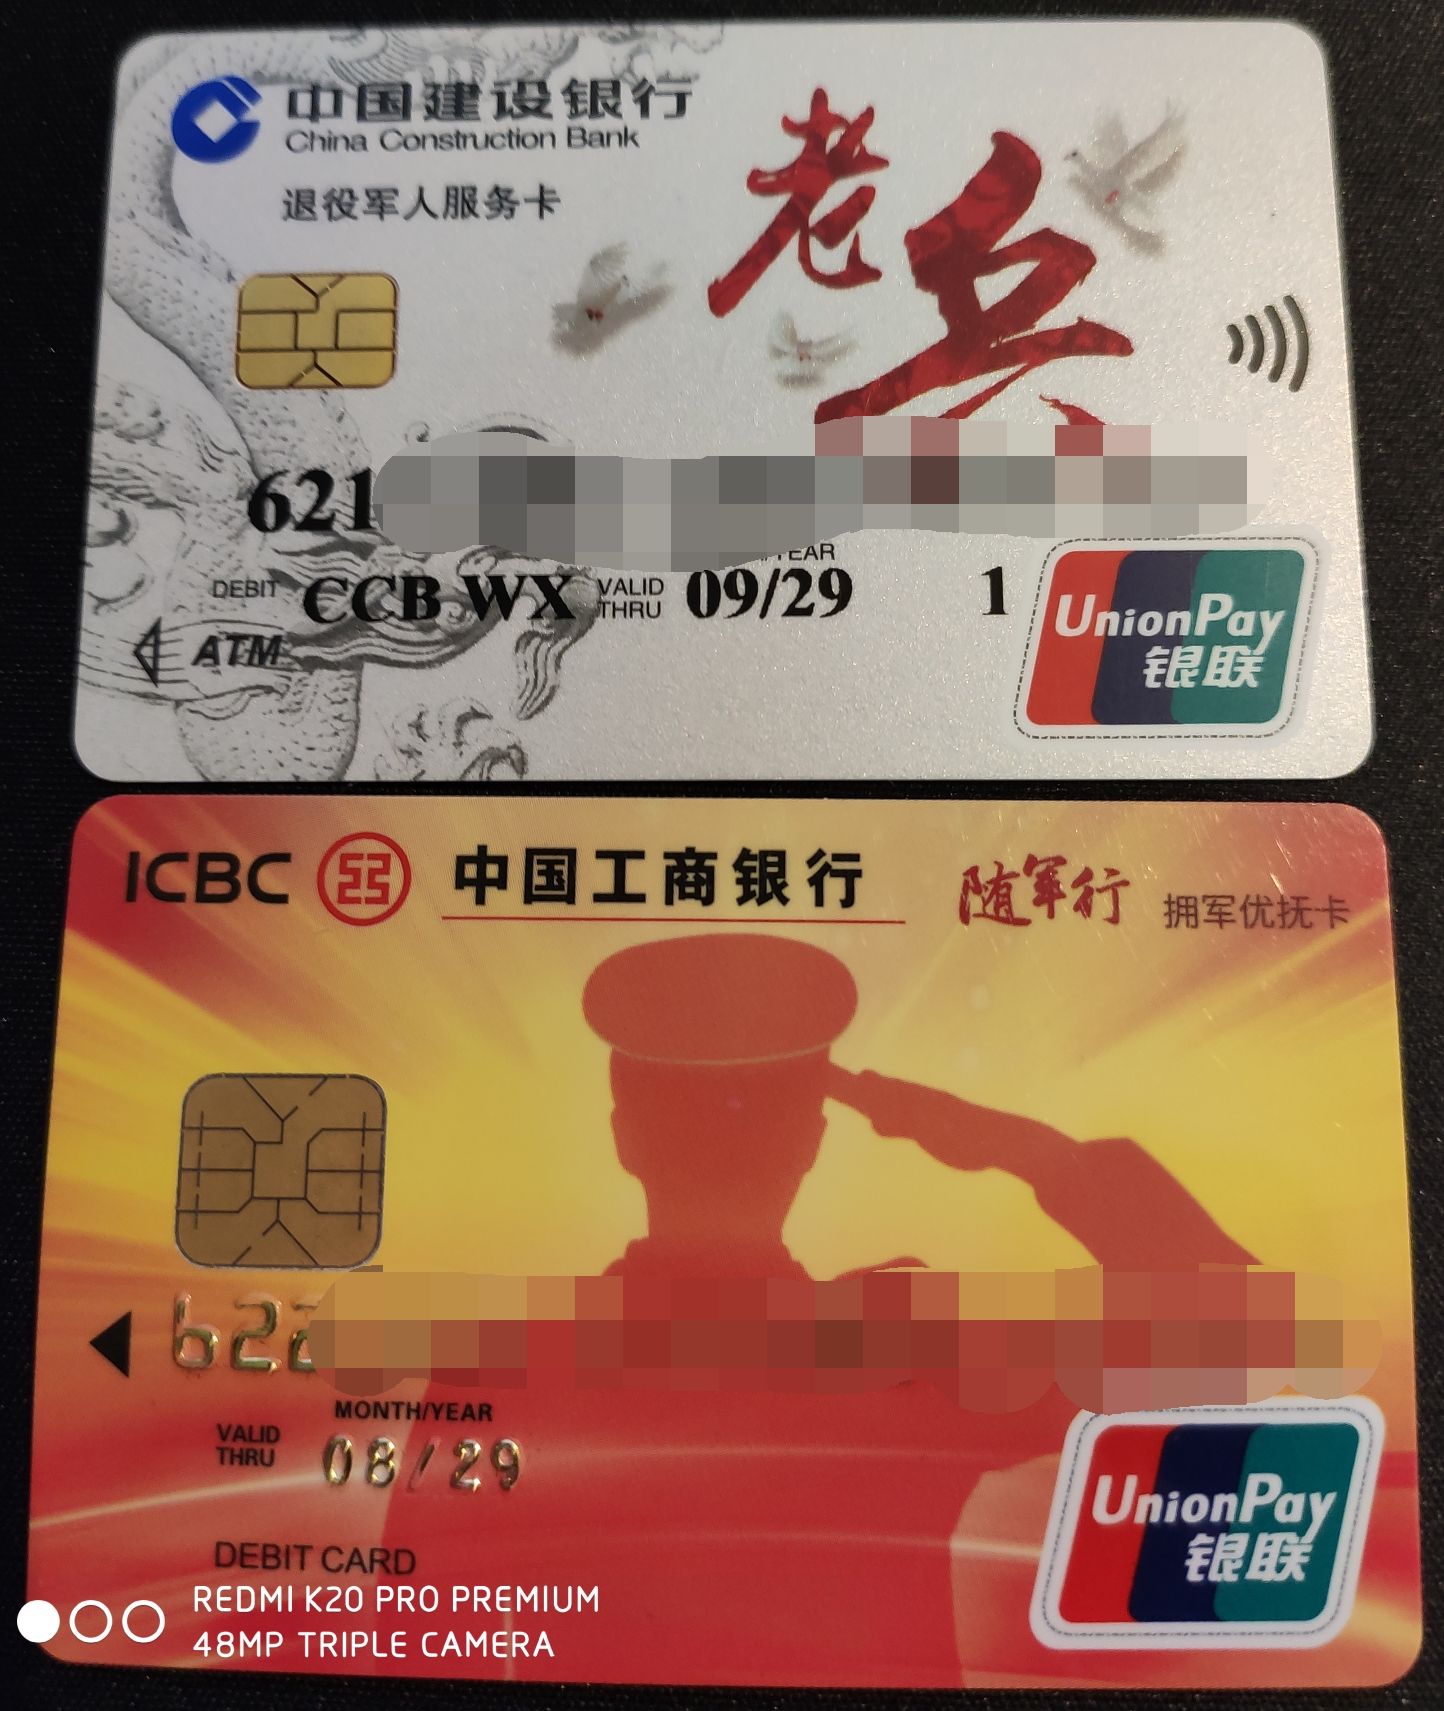 中国建设银行
China Construction Bank
退役军人服务卡
老兵
621
/YEAR
DEBIT CCB WX VALID THRU 09/29 1
ATM
UnionPay
银联
ICBC 中国工商银行 随军行 拥军优抚卡
622
MONTH/YEAR
VALID THRU 08/29
DEBIT CARD
UnionPay
银联
REDMI K20 PRO PREMIUM
48MP TRIPLE CAMERA